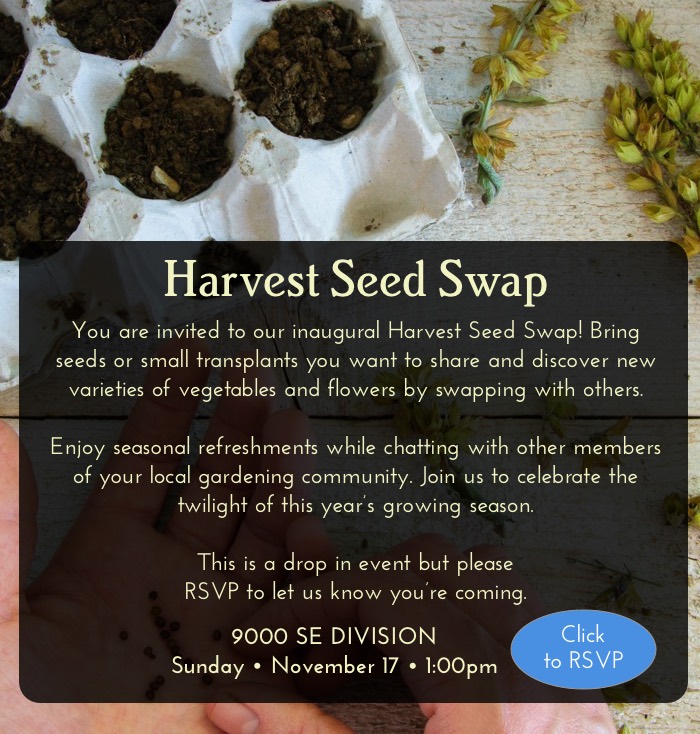 Harvest Seed Swap
You are invited to our inaugural Harvest Seed Swap! Bring
seeds or small transplants you want to share and discover new
varieties of vegetables and flowers by swapping with others.
Enjoy seasonal refreshments while chatting with other members
of your local gardening community. Join us to celebrate the
twilight of this year's growing season.
This is a drop in event but please
RSVP to let us know you're coming.
9000 SE DIVISION
Sunday • November 17 • 1:00pm
Click
to RSVP